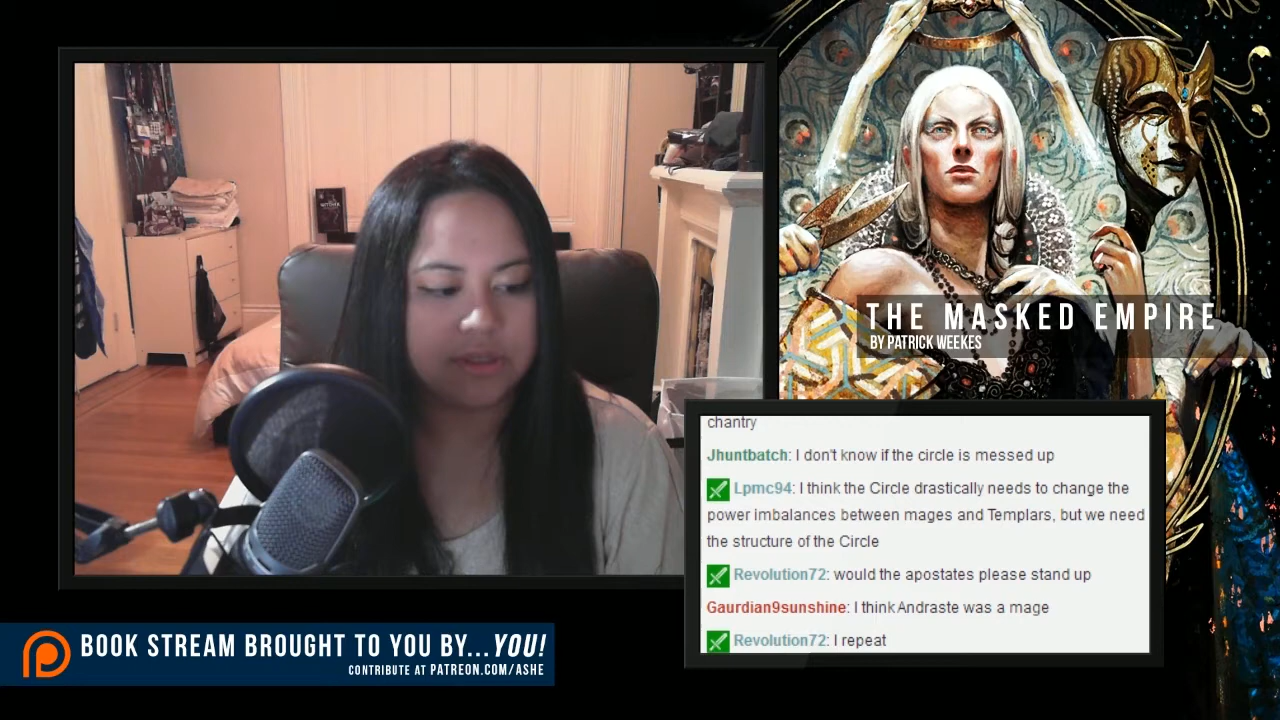 THE MASKED EMPIRE
BY PATRICK WEEKES
chantry
Jhuntbatch: I don't know if the circle is messed up
Lpmc94: I think the Circle drastically needs to change the
power imbalances between mages and Templars, but we need
the structure of the Circle
Revolution72: would the apostates please stand up
Gaurdian9sunshine: I think Andraste was a mage
Revolution72: I repeat
BOOK STREAM BROUGHT TO YOU BY...YOU!
CONTRIBUTE AT PATREON.COM/ASHE